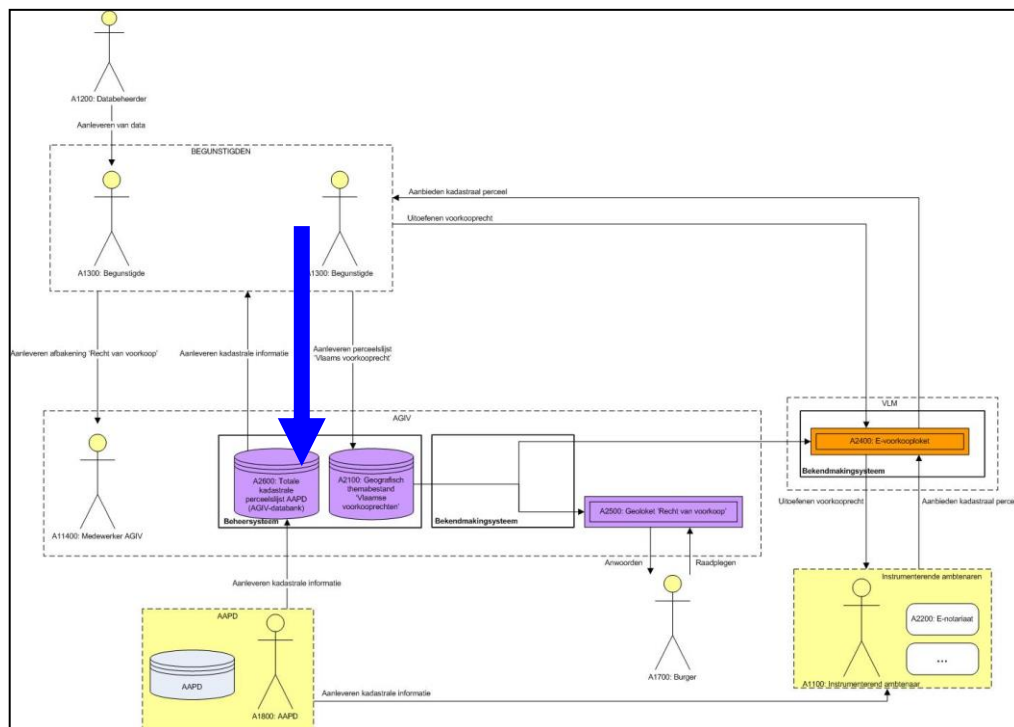 A1200: Databeheerder
Aanleveren van data
BEGUNSTIGDEN
A1300: Begunstigde
A1300: Begunstigde
Aanbieden kadastraal perceel
Uitoefenen voorkooprecht
Aanleveren afbakening 'Recht van voorkoop'
Aanleveren kadastrale informatie
Aanleveren perceelslijst
'Vlaams voorkooprecht'
AGIV
VLM
A2600: Totale
kadastrale
perceelslijst AAPD
(AGIV-databank)
Beheersysteem
A2100: Geografisch
themabestand
'Vlaamse
voorkooprechten'
Bekendmakingsysteem
A2400: E-voorkooploket
Bekendmakingsysteem
A2500: Geoloket 'Recht van voorkoop'
A11400: Medewerker AGIV
Uitoefenen voorkooprecht
Aanbieden kadastraal perce
Aanleveren kadastrale informatie
Anwoorden
Raadplegen
AAPD
AAPD
A1800: AAPD
A1700: Burger
Instrumenterende ambtenaren
A2200: E-notariaat
...
A1100: Instrumenterend ambtenaar
Aanleveren kadastrale informatie